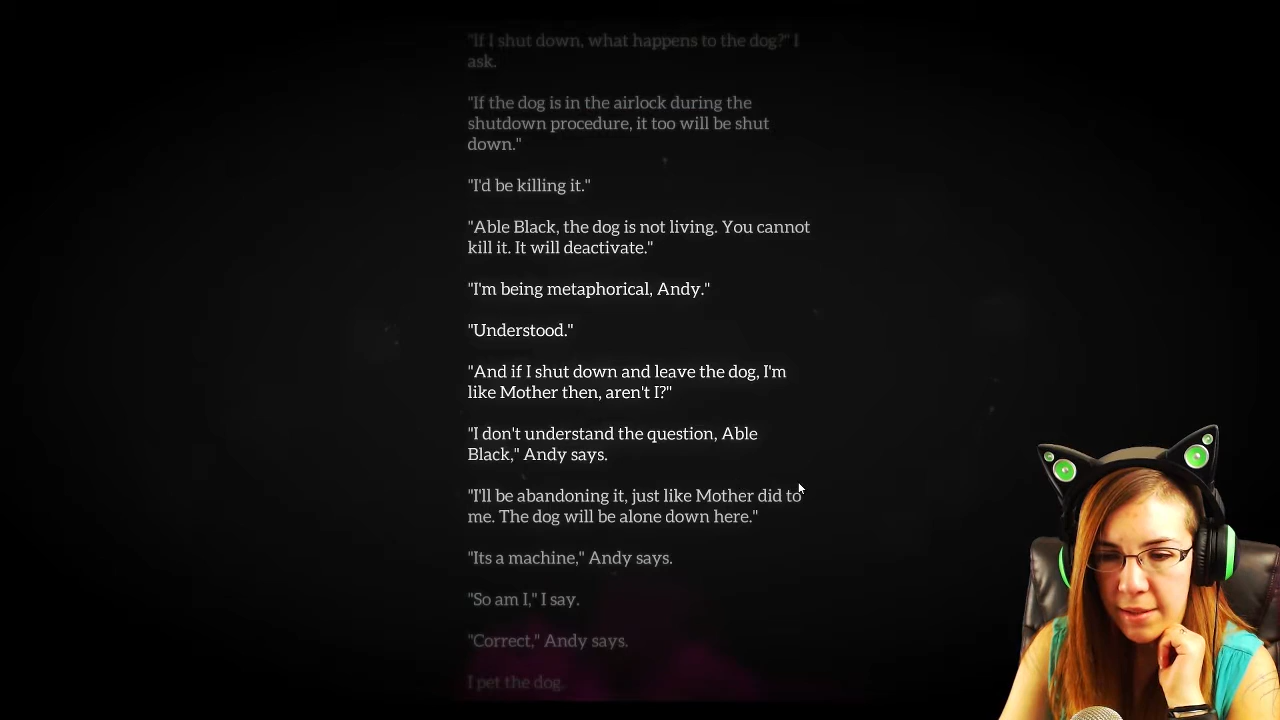 "If I shut down, what happens to the dog?" I
ask.
"If the dog is in the airlock during the
shutdown procedure, it too will be shut
down."
"I'd be killing it."
"Able Black, the dog is not living. You cannot
kill it. It will deactivate."
"I'm being metaphorical, Andy."
"Understood."
"And if I shut down and leave the dog, I'm
like Mother then, aren't I?"
"I don't understand the question, Able
Black," Andy says.
"I'll be abandoning it, just like Mother did to
me. The dog will be alone down here."
"Its a machine," Andy says.
"So am I," I say.
"Correct," Andy says.
I pet the dog.